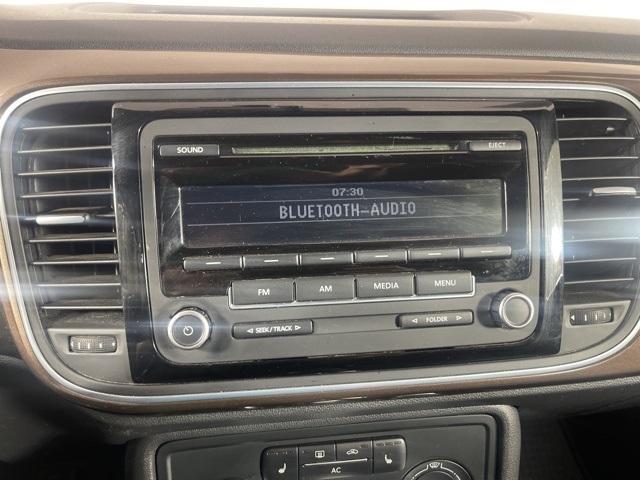 SOUND
EJECT
07:30
BLUETOOTH-AUDIO
FM AM MEDIA MENU
SEEK/TRACK FOLDER
AC